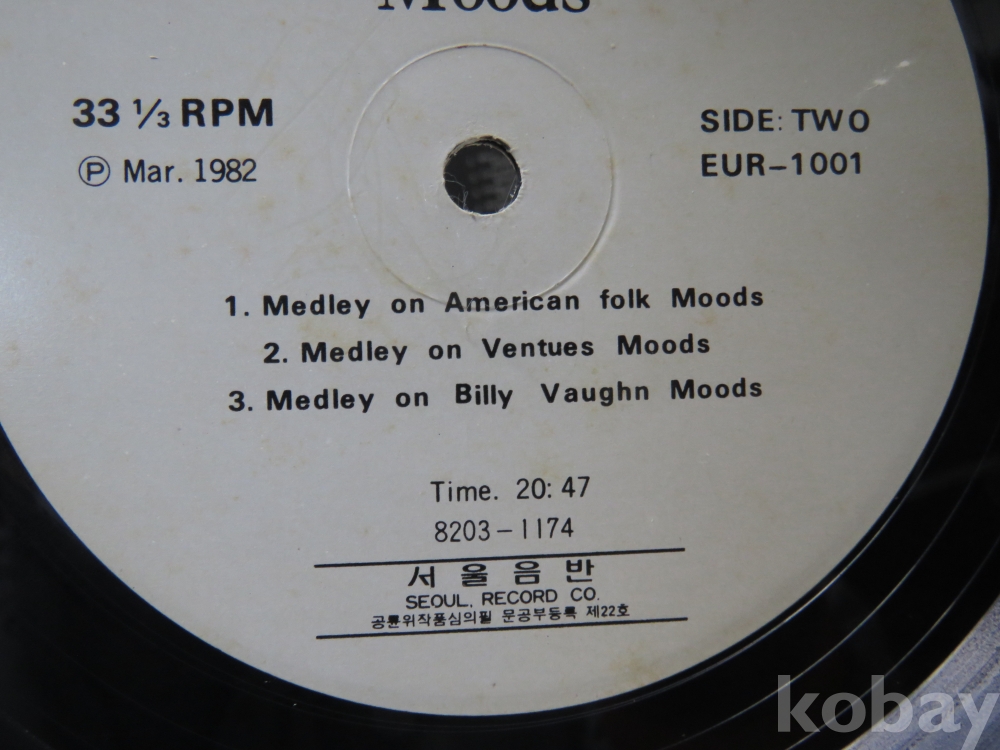 Moods
33 ⅓ RPM
Ⓟ Mar. 1982
SIDE: TWO
EUR-1001
1. Medley on American folk Moods
2. Medley on Ventues Moods
3. Medley on Billy Vaughn Moods
Time. 20: 47
8203-1174
서울음반
SEOUL, RECORD CO.
공륜위작품심의필 문공부등록 제22호
kobay